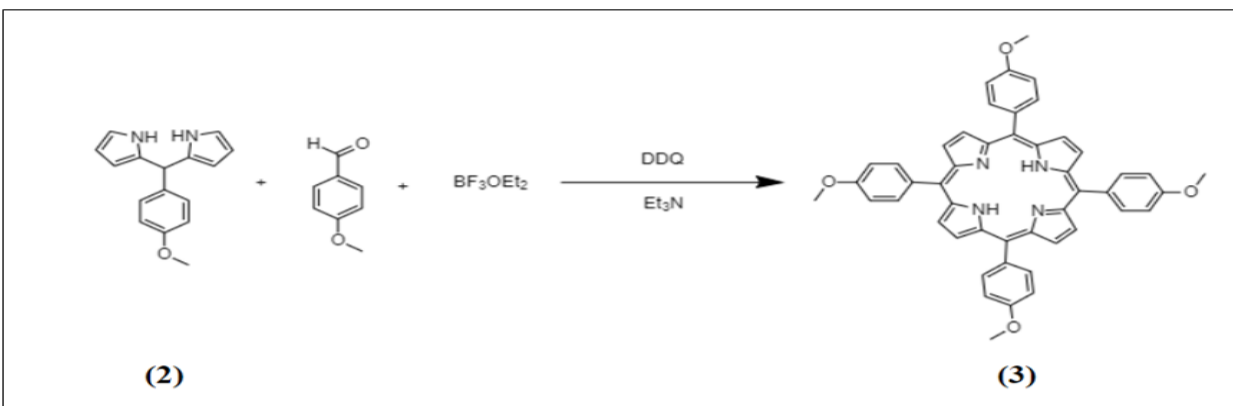 O
NH HN
H O
O
O
+
+
BF3OEt2
DDQ
Et3N
N
HN
NH
N
O
O
O
O
(2)
(3)